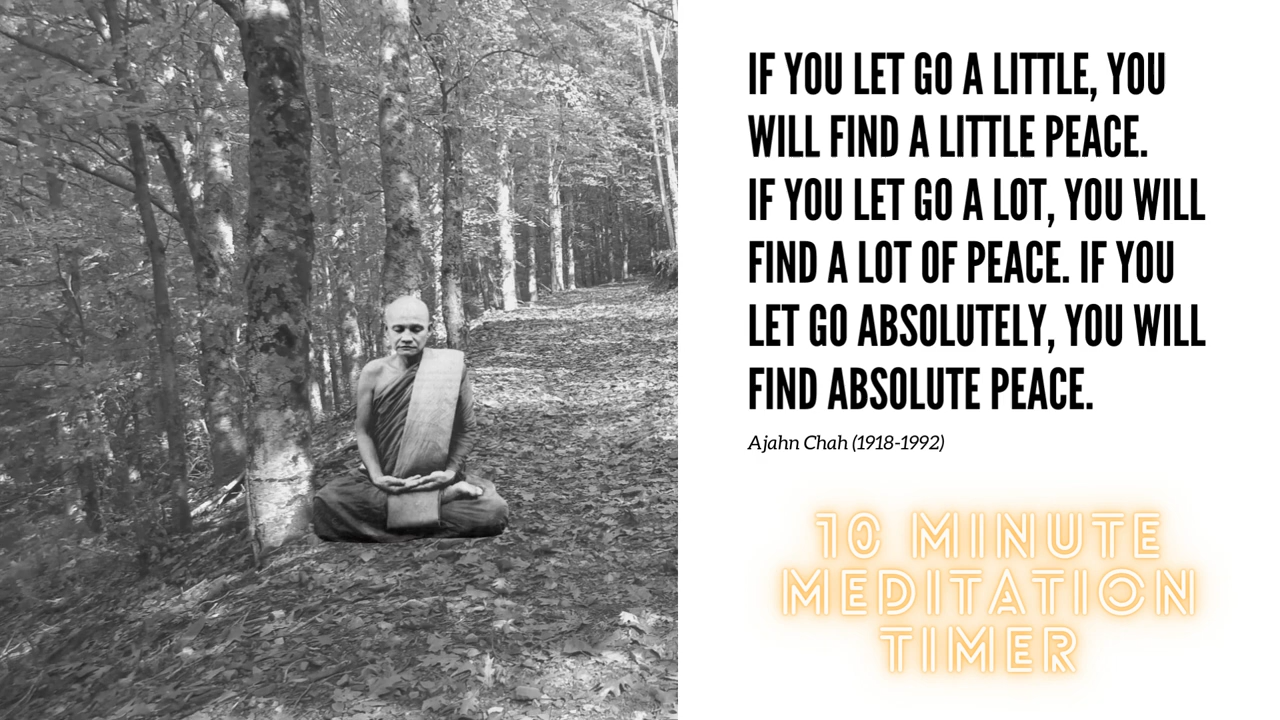 IF YOU LET GO A LITTLE, YOU
WILL FIND A LITTLE PEACE.
IF YOU LET GO A LOT, YOU WILL
FIND A LOT OF PEACE. IF YOU
LET GO ABSOLUTELY, YOU WILL
FIND ABSOLUTE PEACE.
Ajahn Chah (1918-1992)
10 MINUTE
MEDITATION
TIMER